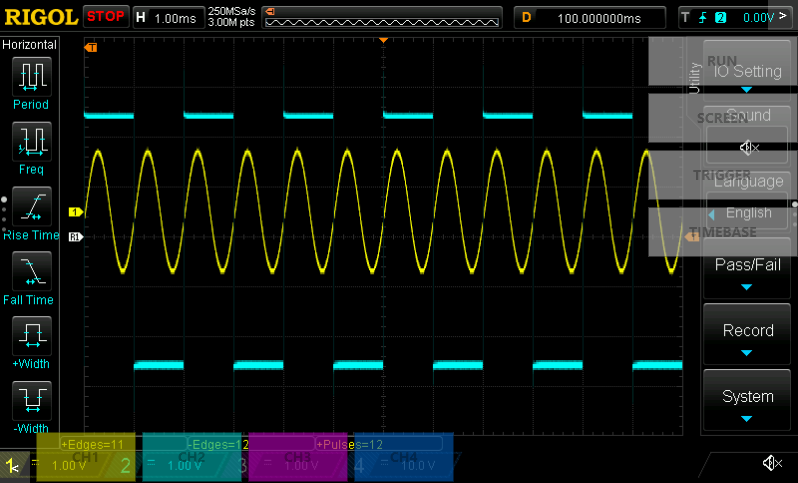 RIGOL STOP H 1.00ms 250MSa/s 3.00M pts D 100.000000ms T 2 0.00V >
Horizontal
Period
Freq
Rise Time
Fall Time
+Width
-Width
T
1
R1
T
Utility
RUN
IO Setting
SCREEN
Sound
TRIGGER
Language
English
TIMEBASE
Pass/Fail
Record
System
+Edges=11 -Edges=12 +Pulses=12
CH1 CH2 CH3 CH4
1 = 1.00 V 2 = 1.00 V 3 = 1.00 V 4 = 10.0 V